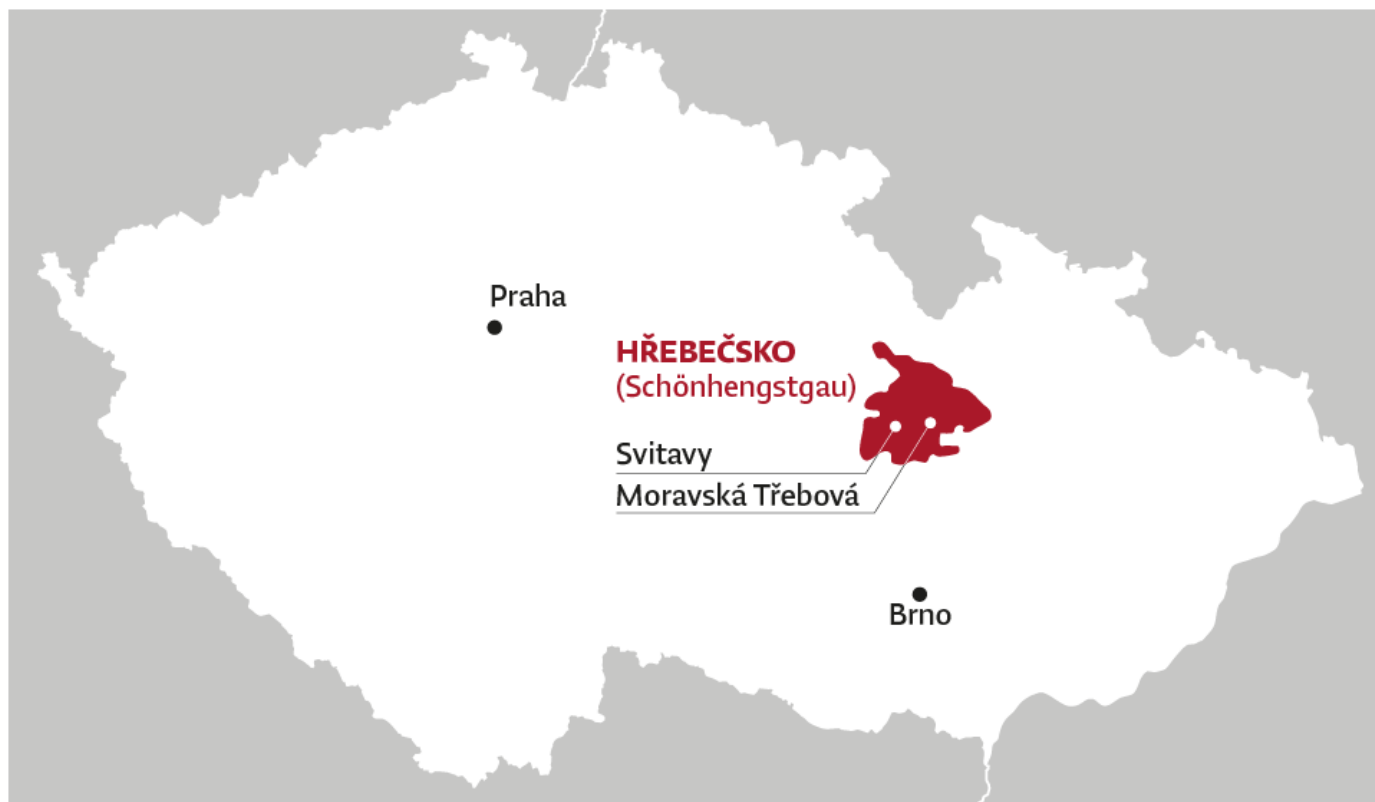 Praha
HŘEBEČSKO
(Schönhengstgau)
Svitavy
Moravská Třebová
Brno